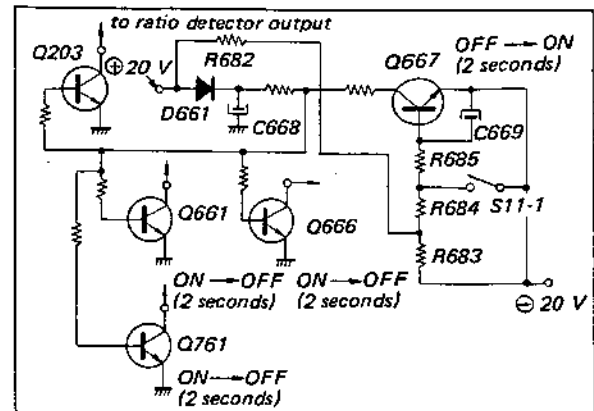 to ratio detector output
Q203
⊕ 20 V
R682
Q667
OFF → ON
(2 seconds)
D661
C668
C669
R685
R684
S11-1
R683
Q661
Q666
ON → OFF
(2 seconds)
ON → OFF
(2 seconds)
⊖ 20 V
Q761
ON → OFF
(2 seconds)